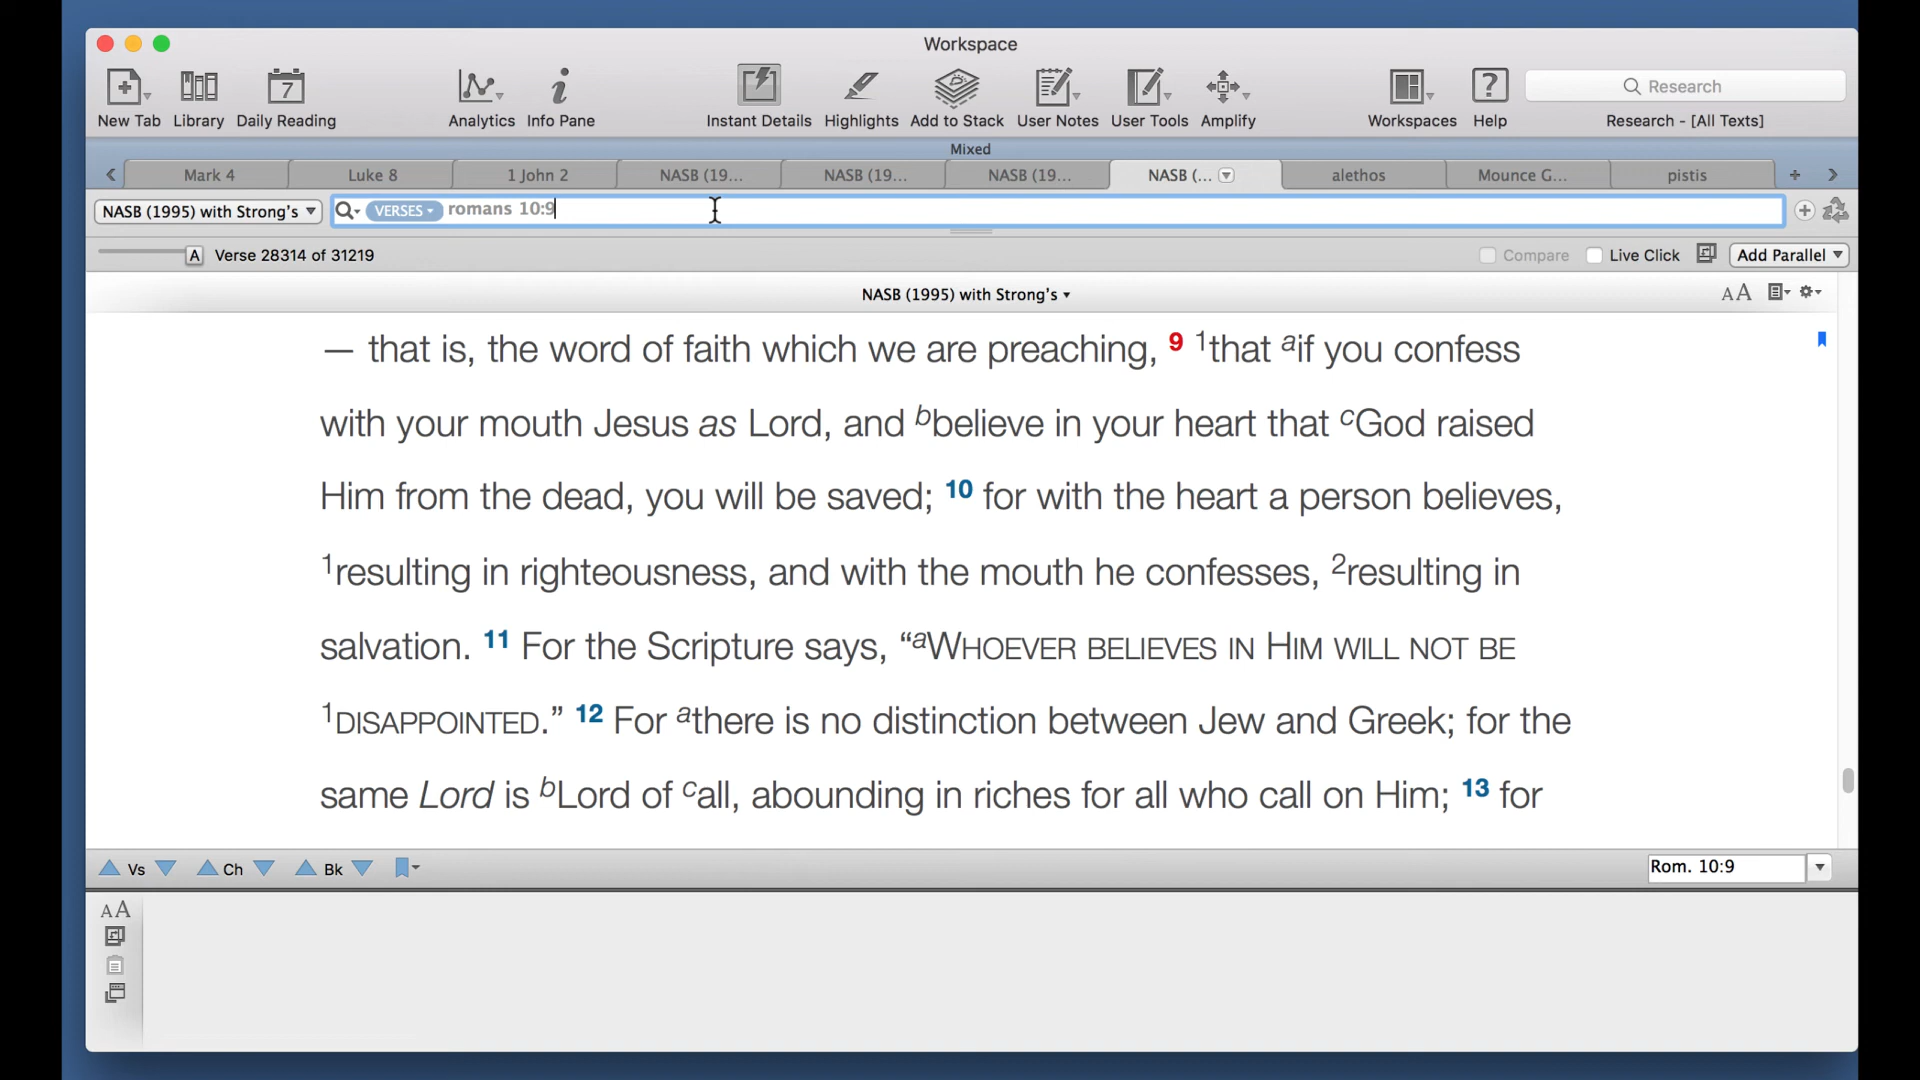 Workspace
New Tab Library Daily Reading Analytics Info Pane Instant Details Highlights Add to Stack User Notes User Tools Amplify Workspaces Help Research
7
Research - [All Texts]
Mixed
Mark 4 Luke 8 1 John 2 NASB (19... NASB (19... NASB (19... NASB (... alethos Mounce G... pistis
NASB (1995) with Strong's VERSES romans 10:9
A Verse 28314 of 31219 Compare Live Click Add Parallel
NASB (1995) with Strong's AA
— that is, the word of faith which we are preaching, 9 1that aif you confess
with your mouth Jesus as Lord, and bbelieve in your heart that cGod raised
Him from the dead, you will be saved; 10 for with the heart a person believes,
1resulting in righteousness, and with the mouth he confesses, 2resulting in
salvation. 11 For the Scripture says, “aWHOEVER BELIEVES IN HIM WILL NOT BE
1DISAPPOINTED.” 12 For athere is no distinction between Jew and Greek; for the
same Lord is bLord of call, abounding in riches for all who call on Him; 13 for
Vs Ch Bk Rom. 10:9
AA